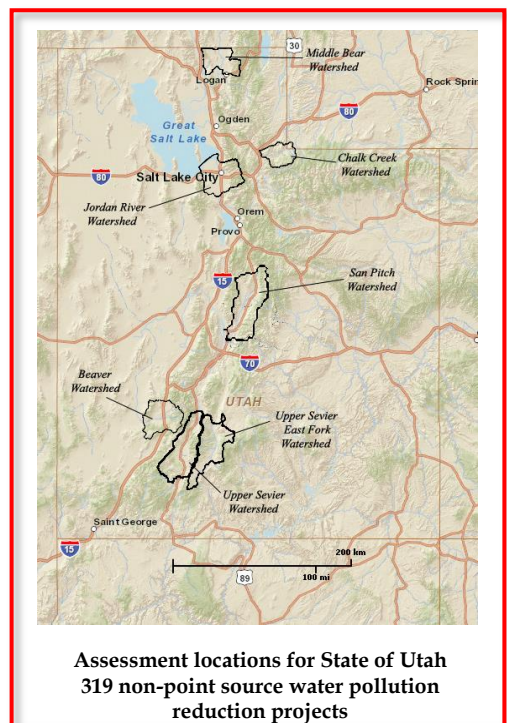 30
Middle Bear
Watershed
Logan
Rock Sprin
80
Ogden
Great
Salt Lake
Chalk Creek
Watershed
80
Salt Lake City
Jordan River
Watershed
Orem
Provo
15
San Pitch
Watershed
70
Beaver
Watershed
UTAH
Upper Sevier
East Fork
Watershed
Upper Sevier
Watershed
Saint George
15
200 km
89
100 mi
Assessment locations for State of Utah
319 non-point source water pollution
reduction projects